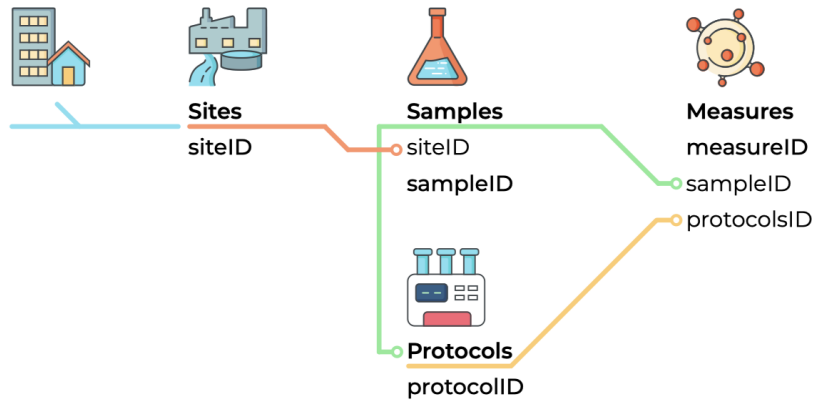 Sites
siteID
Samples
siteID
sampleID
Measures
measureID
sampleID
protocolsID
Protocols
protocolID